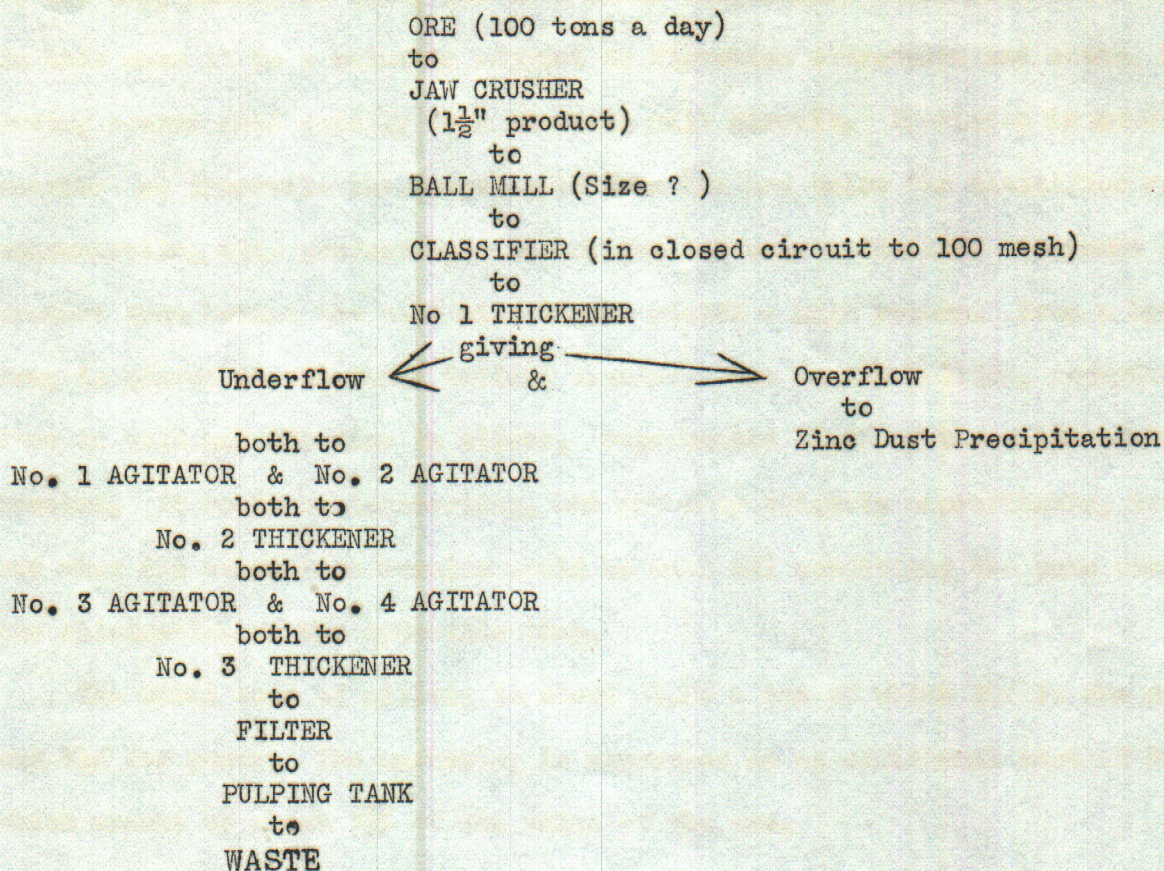 ORE (100 tons a day)
to
JAW CRUSHER
(1½" product)
to
BALL MILL (Size ? )
to
CLASSIFIER (in closed circuit to 100 mesh)
to
No 1 THICKENER
giving
Underflow & Overflow
to
both to Zinc Dust Precipitation
No. 1 AGITATOR & No. 2 AGITATOR
both to
No. 2 THICKENER
both to
No. 3 AGITATOR & No. 4 AGITATOR
both to
No. 3 THICKENER
to
FILTER
to
PULPING TANK
to
WASTE